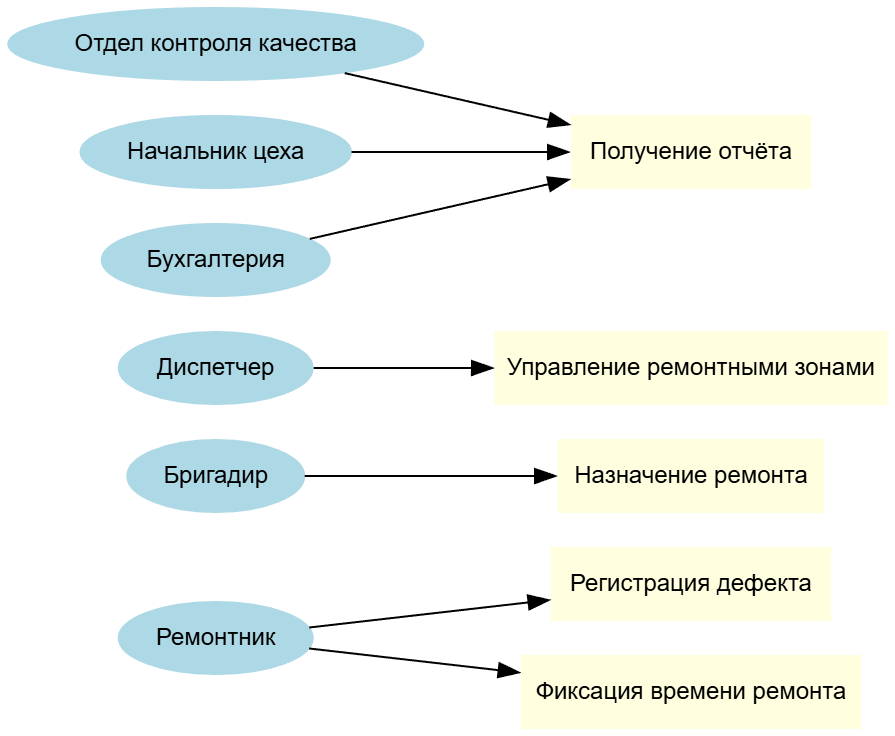 Отдел контроля качества
Начальник цеха
Получение отчёта
Бухгалтерия
Диспетчер
Управление ремонтными зонами
Бригадир
Назначение ремонта
Регистрация дефекта
Ремонтник
Фиксация времени ремонта